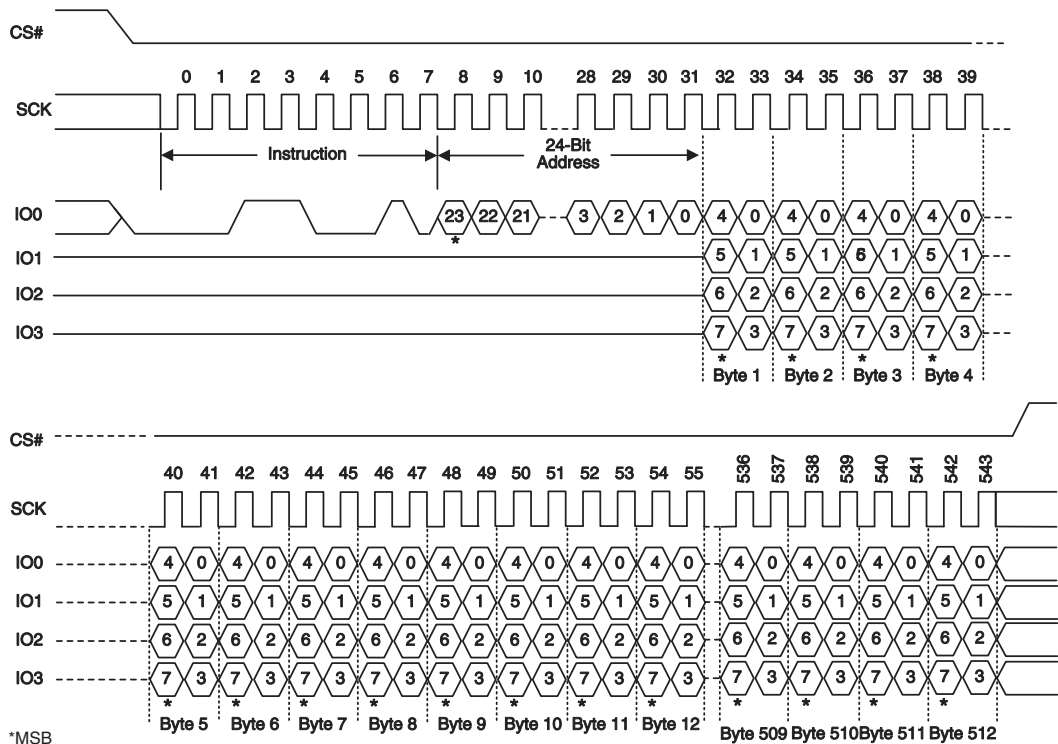 CS#
0 1 2 3 4 5 6 7 8 9 10 28 29 30 31 32 33 34 35 36 37 38 39
SCK
Instruction
24-Bit
Address
IO0 23 22 21 3 2 1 0 4 0 4 0 4 0 4 0
*
IO1 5 1 5 1 6 1 5 1
IO2 6 2 6 2 6 2 6 2
IO3 7 3 7 3 7 3 7 3
* * * *
Byte 1 Byte 2 Byte 3 Byte 4
CS#
40 41 42 43 44 45 46 47 48 49 50 51 52 53 54 55 536 537 538 539 540 541 542 543
SCK
IO0 4 0 4 0 4 0 4 0 4 0 4 0 4 0 4 0 4 0 4 0 4 0 4 0
IO1 5 1 5 1 5 1 5 1 5 1 5 1 5 1 5 1 5 1 5 1 5 1 5 1
IO2 6 2 6 2 6 2 6 2 6 2 6 2 6 2 6 2 6 2 6 2 6 2 6 2
IO3 7 3 7 3 7 3 7 3 7 3 7 3 7 3 7 3 7 3 7 3 7 3 7 3
* * * * * * * * * * * *
Byte 5 Byte 6 Byte 7 Byte 8 Byte 9 Byte 10 Byte 11 Byte 12 Byte 509 Byte 510 Byte 511 Byte 512
*MSB